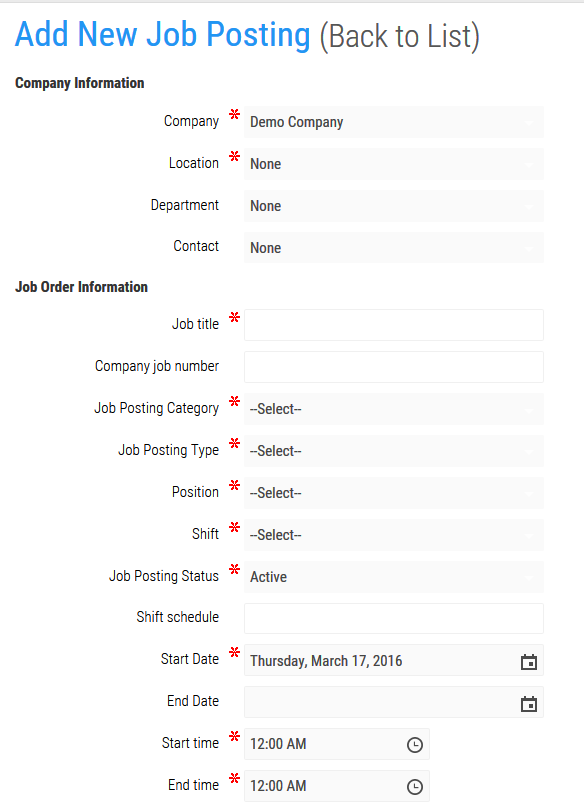 Add New Job Posting (Back to List)
Company Information
Company * Demo Company
Location * None
Department None
Contact None
Job Order Information
Job title *
Company job number
Job Posting Category * --Select--
Job Posting Type * --Select--
Position * --Select--
Shift * --Select--
Job Posting Status * Active
Shift schedule
Start Date * Thursday, March 17, 2016
End Date
Start time * 12:00 AM
End time * 12:00 AM